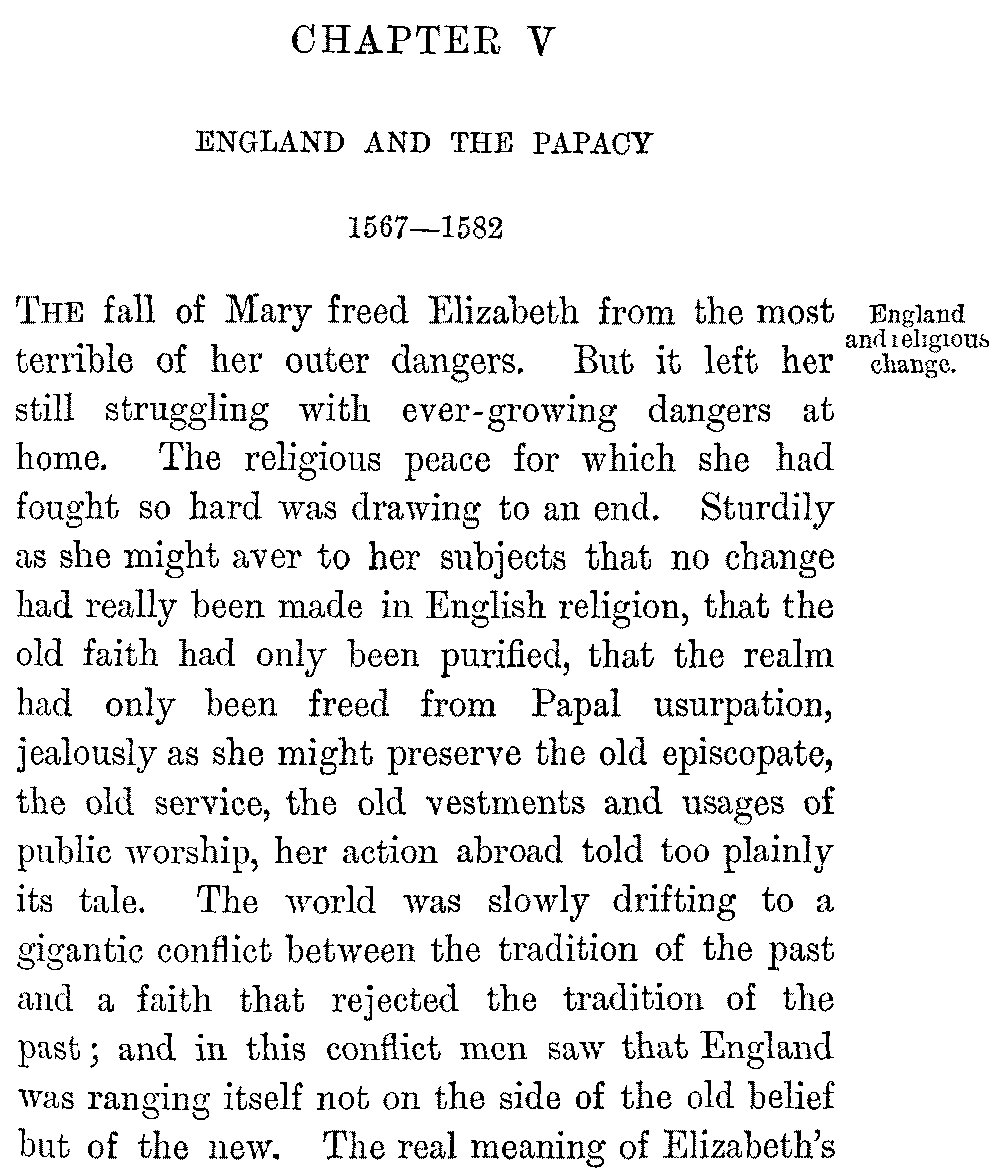 CHAPTER V
ENGLAND AND THE PAPACY
1567—1582
THE fall of Mary freed Elizabeth from the most
terrible of her outer dangers. But it left her
still struggling with ever-growing dangers at
home. The religious peace for which she had
fought so hard was drawing to an end. Sturdily
as she might aver to her subjects that no change
had really been made in English religion, that the
old faith had only been purified, that the realm
had only been freed from Papal usurpation,
jealously as she might preserve the old episcopate,
the old service, the old vestments and usages of
public worship, her action abroad told too plainly
its tale. The world was slowly drifting to a
gigantic conflict between the tradition of the past
and a faith that rejected the tradition of the
past; and in this conflict men saw that England
was ranging itself not on the side of the old belief
but of the new. The real meaning of Elizabeth's
England
and religious
change.